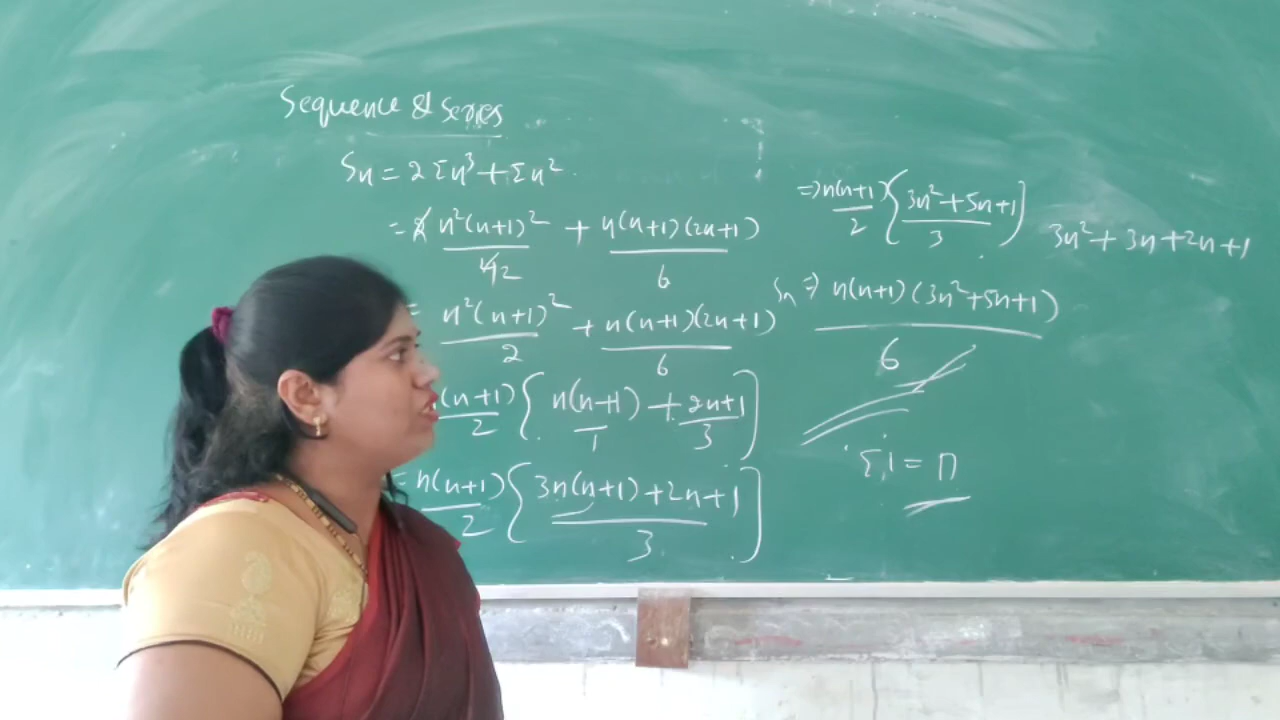 Sequence & Series
Sn = 2 Σn³ + Σn²
= 2 n²(n+1)²/42 + n(n+1)(2n+1)/6
= n²(n+1)²/2 + n(n+1)(2n+1)/6
(n+1)/2 { n(n+1)/1 + 2n+1/3 }
= n(n+1)/2 { 3n(n+1)+2n+1/3 }
=> n(n+1)/2 { 3n²+5n+1/3 }
3n² + 3n + 2n + 1
Sn => n(n+1)(3n²+5n+1)/6
Σ1 = n